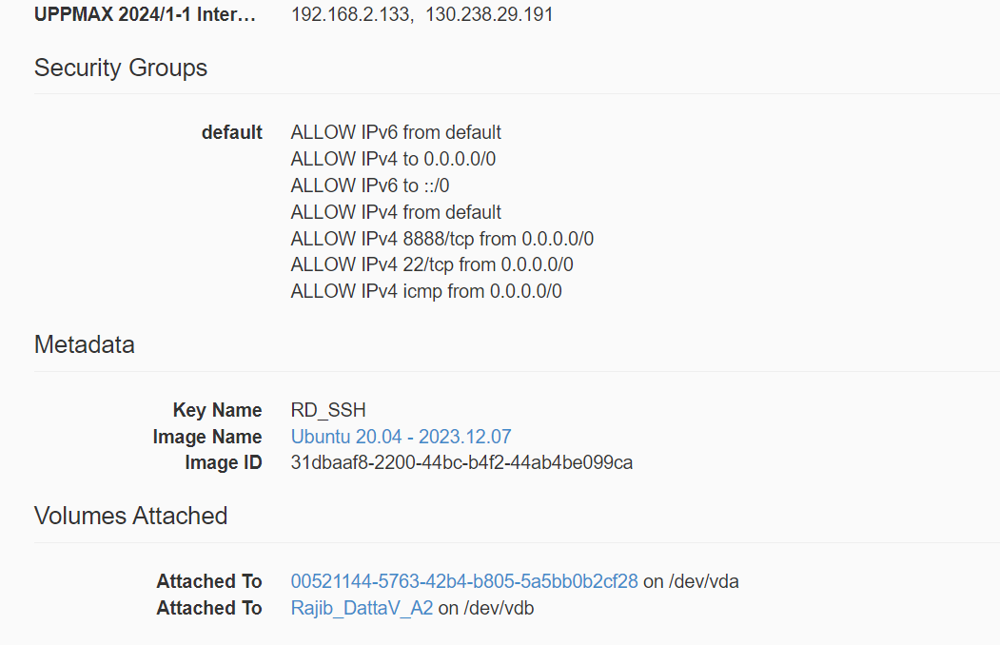 UPPMAX 2024/1-1 Inter... 192.168.2.133, 130.238.29.191
Security Groups
default ALLOW IPv6 from default
ALLOW IPv4 to 0.0.0.0/0
ALLOW IPv6 to ::/0
ALLOW IPv4 from default
ALLOW IPv4 8888/tcp from 0.0.0.0/0
ALLOW IPv4 22/tcp from 0.0.0.0/0
ALLOW IPv4 icmp from 0.0.0.0/0
Metadata
Key Name RD_SSH
Image Name Ubuntu 20.04 - 2023.12.07
Image ID 31dbaaf8-2200-44bc-b4f2-44ab4be099ca
Volumes Attached
Attached To 00521144-5763-42b4-b805-5a5bb0b2cf28 on /dev/vda
Attached To Rajib_DattaV_A2 on /dev/vdb